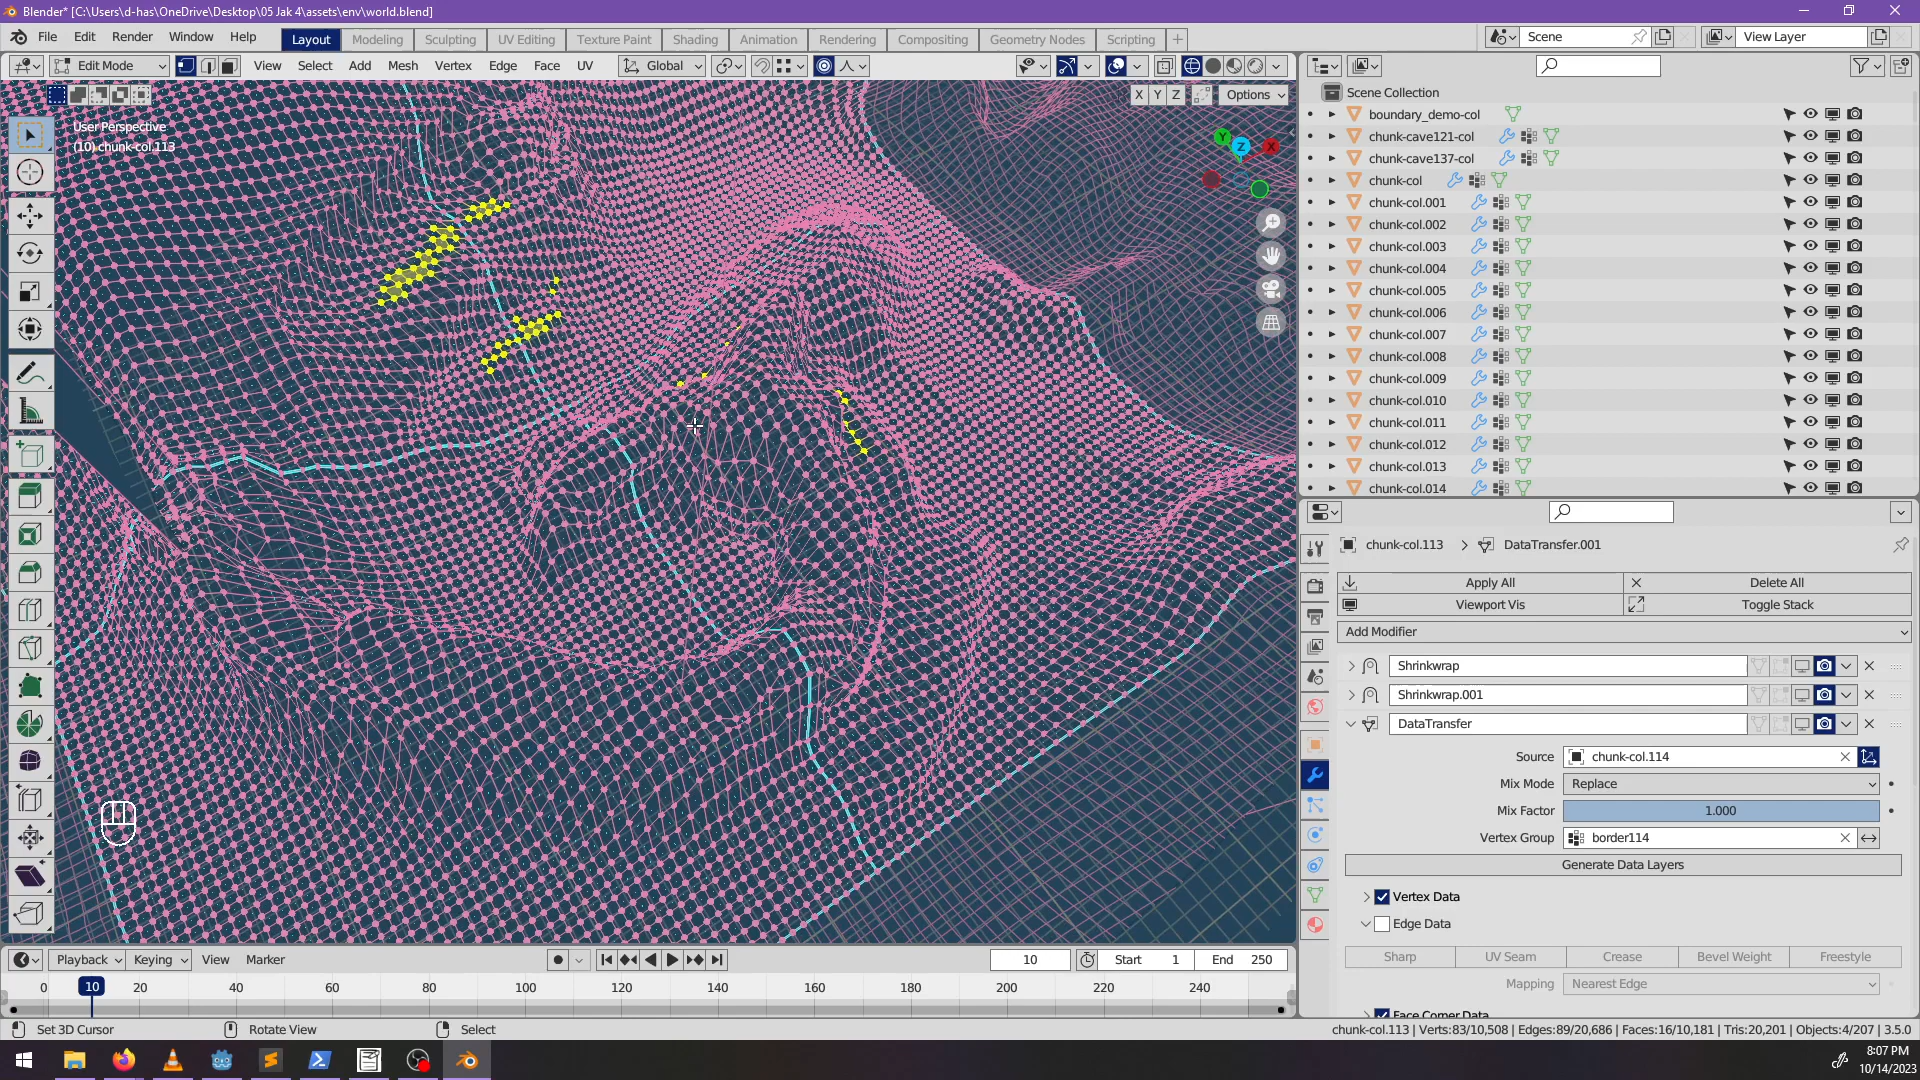 Blender* [C:\Users\d-has\OneDrive\Desktop\05 Jak 4\assets\env\world.blend]
File Edit Render Window Help Layout Modeling Sculpting UV Editing Texture Paint Shading Animation Rendering Compositing Geometry Nodes Scripting + Scene View Layer
Edit Mode View Select Add Mesh Vertex Edge Face UV Global
X Y Z Options
User Perspective
(10) chunk-col.113
Y Z X
Scene Collection
boundary_demo-col
chunk-cave121-col
chunk-cave137-col
chunk-col
chunk-col.001
chunk-col.002
chunk-col.003
chunk-col.004
chunk-col.005
chunk-col.006
chunk-col.007
chunk-col.008
chunk-col.009
chunk-col.010
chunk-col.011
chunk-col.012
chunk-col.013
chunk-col.014
chunk-col.113 > DataTransfer.001
Apply All Delete All
Viewport Vis Toggle Stack
Add Modifier
Shrinkwrap
Shrinkwrap.001
DataTransfer
Source chunk-col.114
Mix Mode Replace
Mix Factor 1.000
Vertex Group border114
Generate Data Layers
Vertex Data
Edge Data
Sharp UV Seam Crease Bevel Weight Freestyle
Mapping Nearest Edge
Face Corner Data
Playback Keying View Marker 10 Start 1 End 250
0 10 20 40 60 80 100 120 140 160 180 200 220 240
Set 3D Cursor Rotate View Select chunk-col.113 | Verts:83/10,508 | Edges:89/20,686 | Faces:16/10,181 | Tris:20,201 | Objects:4/207 | 3.5.0
8:07 PM
10/14/2023